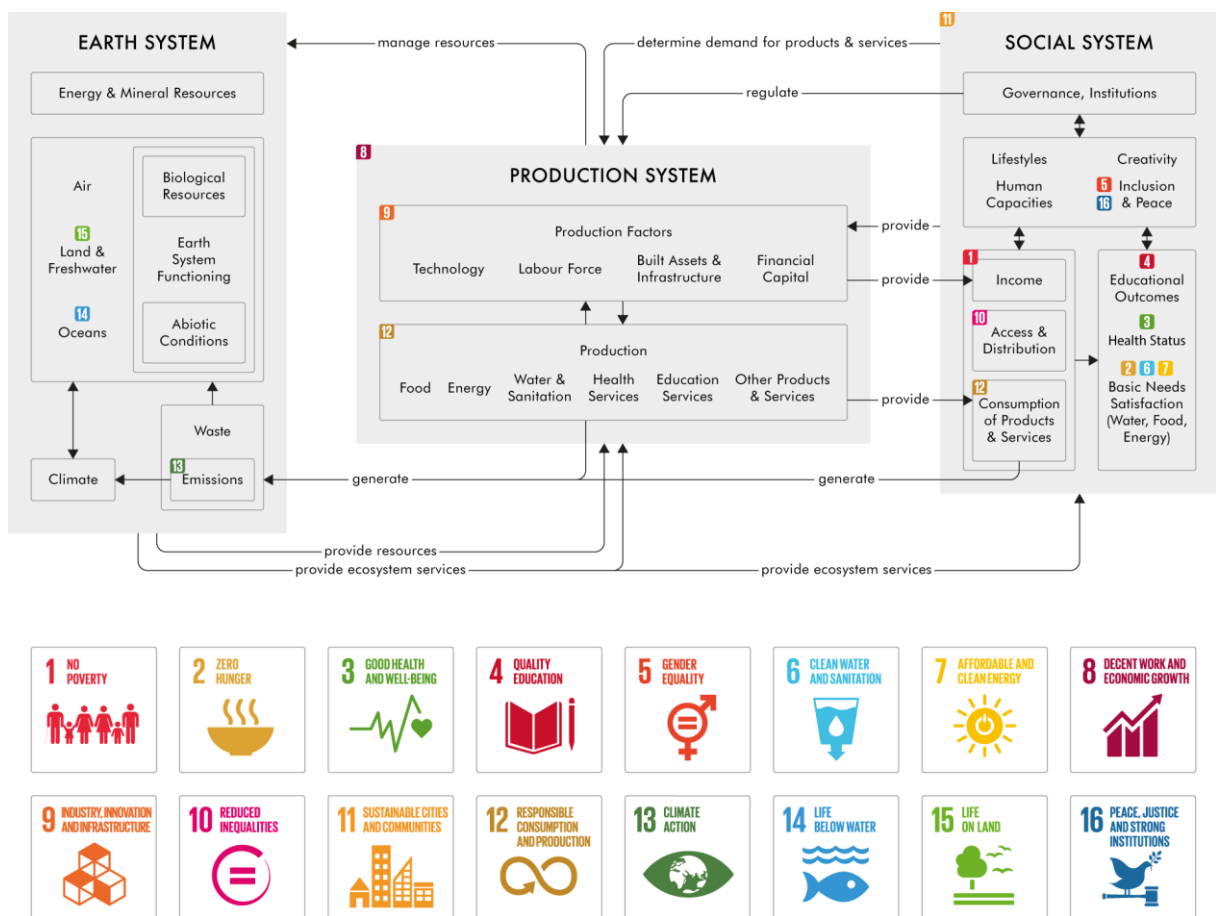 EARTH SYSTEM
Energy & Mineral Resources
Air
15
Land &
Freshwater
14
Oceans
Biological
Resources
Earth
System
Functioning
Abiotic
Conditions
Waste
13
Emissions
Climate
manage resources
determine demand for products & services
regulate
8
PRODUCTION SYSTEM
9
Production Factors
Technology
Labour Force
Built Assets &
Infrastructure
Financial
Capital
12
Production
Food
Energy
Water &
Sanitation
Health
Services
Education
Services
Other Products
& Services
provide
provide
provide
generate
generate
provide resources
provide ecosystem services
provide ecosystem services
11
SOCIAL SYSTEM
Governance, Institutions
Lifestyles
Human
Capacities
Creativity
5 Inclusion
16 & Peace
1
Income
10
Access &
Distribution
12
Consumption
of Products
& Services
4
Educational
Outcomes
3
Health Status
2 6 7
Basic Needs
Satisfaction
(Water, Food,
Energy)
1 NO
POVERTY
2 ZERO
HUNGER
3 GOOD HEALTH
AND WELL-BEING
4 QUALITY
EDUCATION
5 GENDER
EQUALITY
6 CLEAN WATER
AND SANITATION
7 AFFORDABLE AND
CLEAN ENERGY
8 DECENT WORK AND
ECONOMIC GROWTH
9 INDUSTRY, INNOVATION
AND INFRASTRUCTURE
10 REDUCED
INEQUALITIES
11 SUSTAINABLE CITIES
AND COMMUNITIES
12 RESPONSIBLE
CONSUMPTION
AND PRODUCTION
13 CLIMATE
ACTION
14 LIFE
BELOW WATER
15 LIFE
ON LAND
16 PEACE, JUSTICE
AND STRONG
INSTITUTIONS